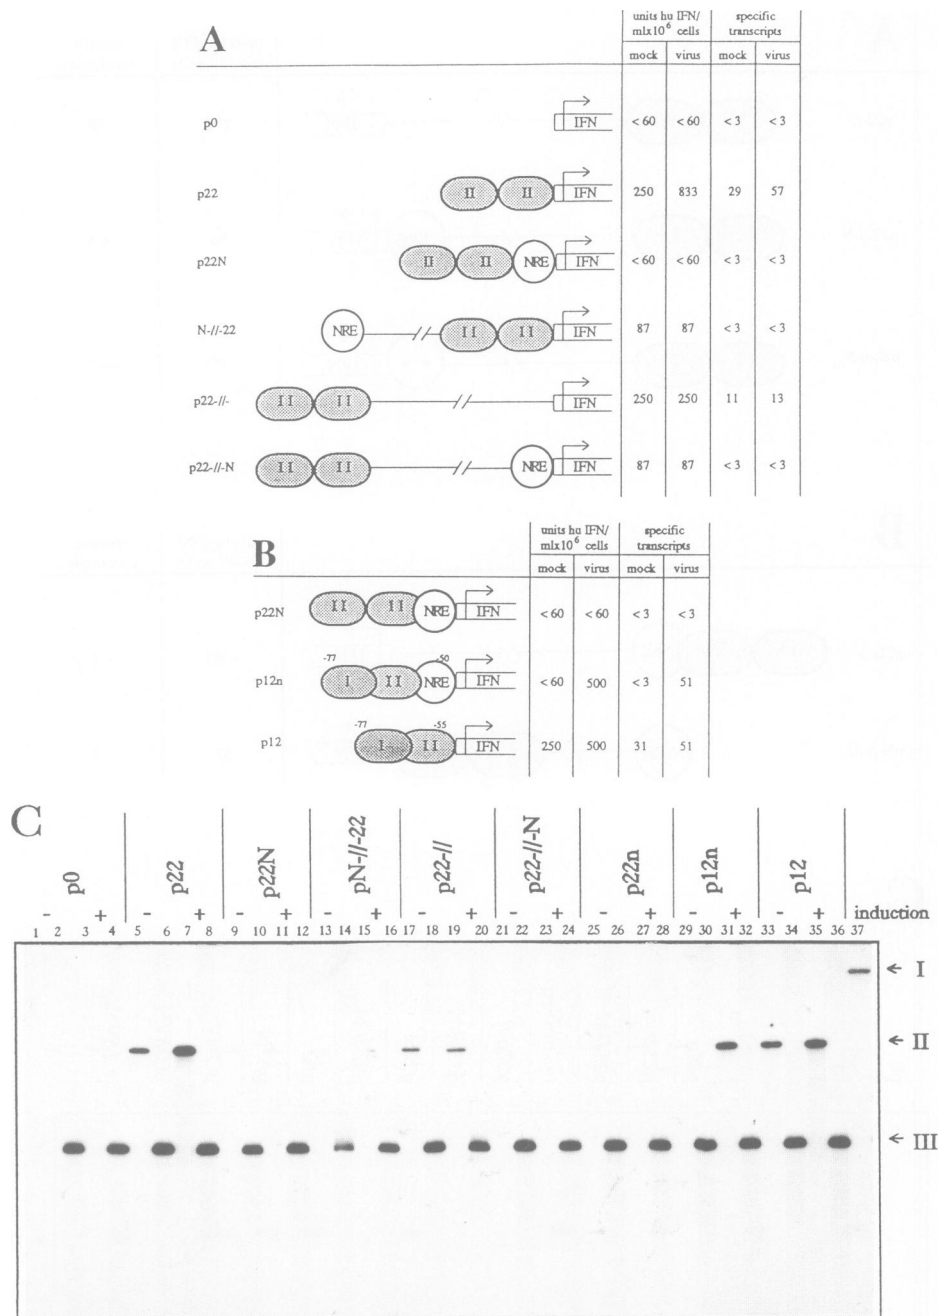 A
units hu IFN/ mlx10⁶ cells specific transcripts
mock virus mock virus
p0 IFN < 60 < 60 < 3 < 3
p22 II II IFN 250 833 29 57
p22N II II NRE IFN < 60 < 60 < 3 < 3
N-//-22 NRE // II II IFN 87 87 < 3 < 3
p22-//- II II // IFN 250 250 11 13
p22-//-N II II // NRE IFN 87 87 < 3 < 3
B
units hu IFN/ mlx10⁶ cells specific transcripts
mock virus mock virus
p22N II II NRE IFN < 60 < 60 < 3 < 3
-77 -50
p12n I II NRE IFN < 60 500 < 3 51
-77 -55
p12 I II IFN 250 500 31 51
C
p0 p22 p22N pN-//-22 p22-// p22-//-N p22n p12n p12
- + - + - + - + - + - + - + - + - + induction
1 2 3 4 5 6 7 8 9 10 11 12 13 14 15 16 17 18 19 20 21 22 23 24 25 26 27 28 29 30 31 32 33 34 35 36 37
← I
← II
← III